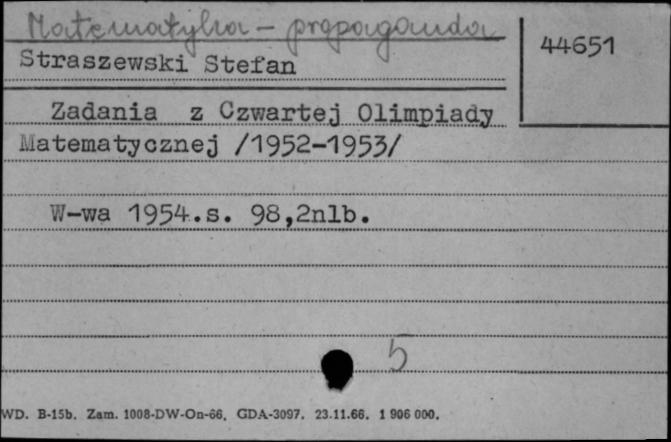 Matematyka - propaganda
44651
Straszewski Stefan
Zadania z Czwartej Olimpiady
Matematycznej /1952-1953/
W-wa 1954.s. 98,2nlb.
5
WD. B-15b. Zam. 1008-DW-On-66. GDA-3097. 23.11.66. 1 906 000.